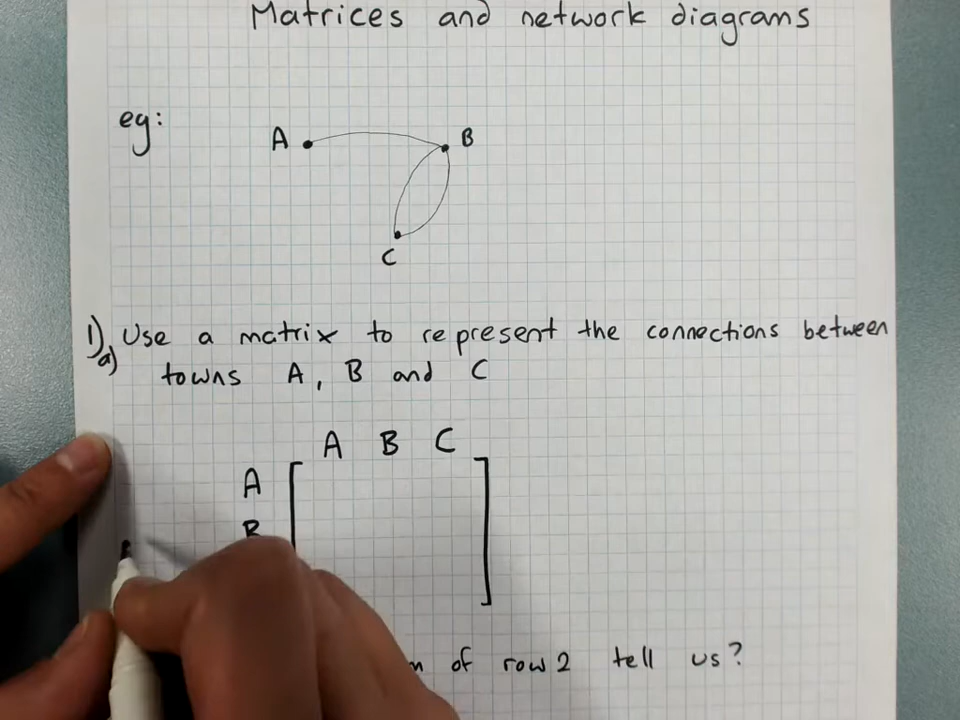 Matrices and network diagrams
eg:
A
B
C
1) a) Use a matrix to represent the connections between
towns A, B and C
A B C
A
B
of row 2 tell us?